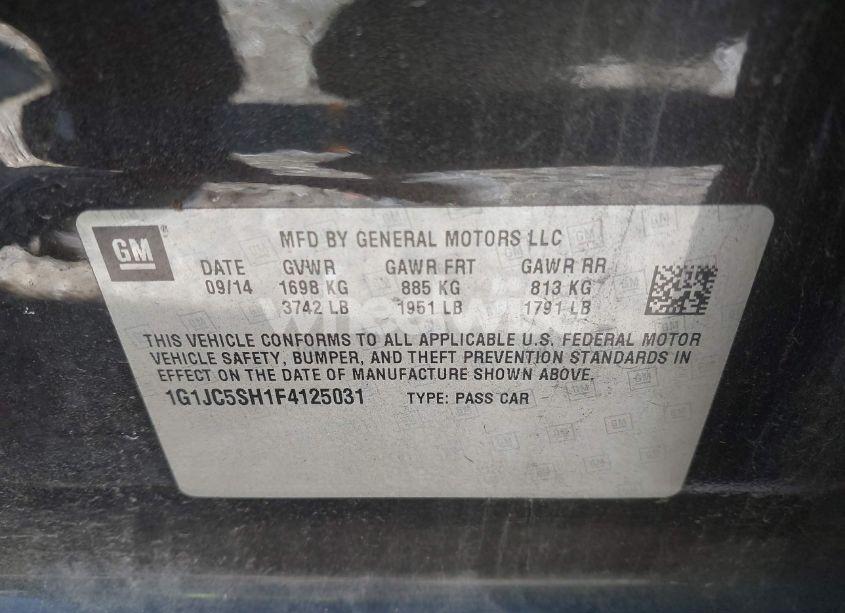 GM
MFD BY GENERAL MOTORS LLC
DATE GVWR GAWR FRT GAWR RR
09/14 1698 KG 885 KG 813 KG
3742 LB 1951 LB 1791 LB
THIS VEHICLE CONFORMS TO ALL APPLICABLE U.S. FEDERAL MOTOR
VEHICLE SAFETY, BUMPER, AND THEFT PREVENTION STANDARDS IN
EFFECT ON THE DATE OF MANUFACTURE SHOWN ABOVE.
1G1JC5SH1F4125031 TYPE: PASS CAR